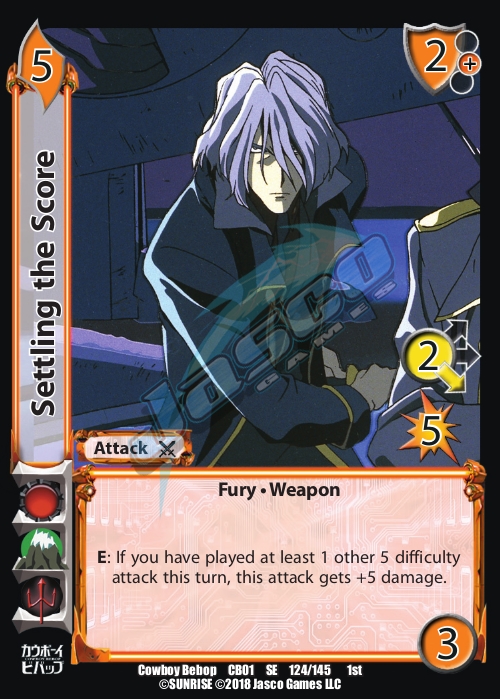 5
2
+
Settling the Score
Jasco
GAMES
2
5
Attack
Fury • Weapon
E: If you have played at least 1 other 5 difficulty
attack this turn, this attack gets +5 damage.
カウボーイ
ビバップ
3
Cowboy Bebop CB01 SE 124/145 1st
©SUNRISE ©2018 Jasco Games LLC